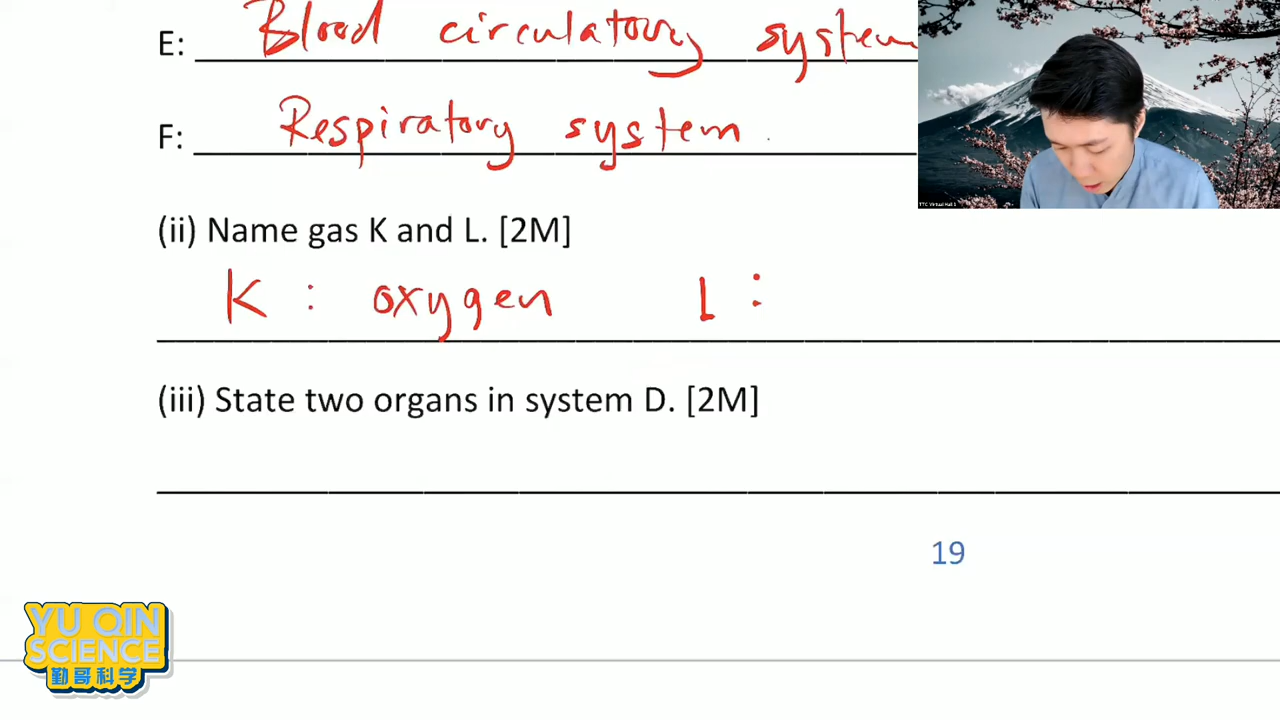 E: Blood circulatory system
F: Respiratory system
(ii) Name gas K and L. [2M]
K : oxygen L :
(iii) State two organs in system D. [2M]
19
YU QIN
SCIENCE
勤哥科学